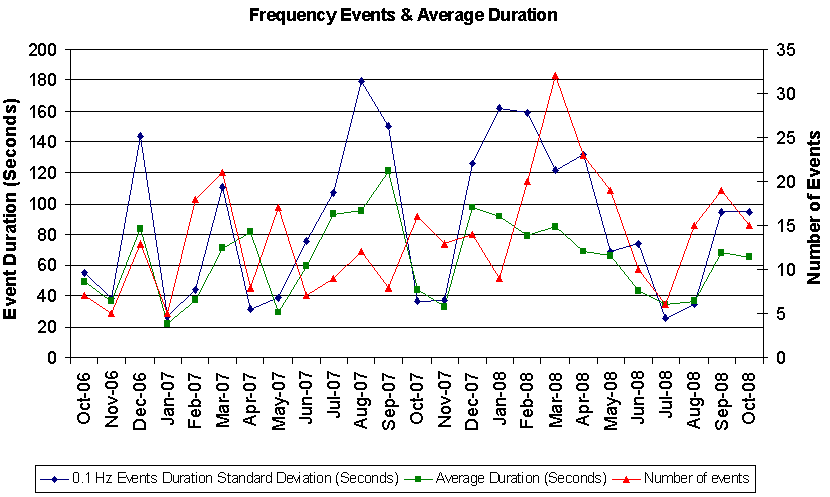 Frequency Events & Average Duration
200
180
160
140
120
100
80
60
40
20
0
Event Duration (Seconds)
35
30
25
20
15
10
5
0
Number of Events
Oct-06
Nov-06
Dec-06
Jan-07
Feb-07
Mar-07
Apr-07
May-07
Jun-07
Jul-07
Aug-07
Sep-07
Oct-07
Nov-07
Dec-07
Jan-08
Feb-08
Mar-08
Apr-08
May-08
Jun-08
Jul-08
Aug-08
Sep-08
Oct-08
0.1 Hz Events Duration Standard Deviation (Seconds)
Average Duration (Seconds)
Number of events